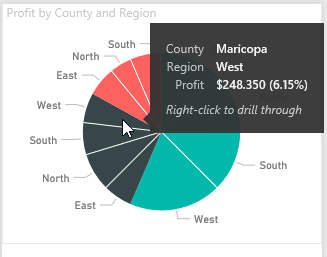 Profit by County and Region
South
North
East
West
South
North
East
West
South
County Maricopa
Region West
Profit $248.350 (6.15%)
Right-click to drill through